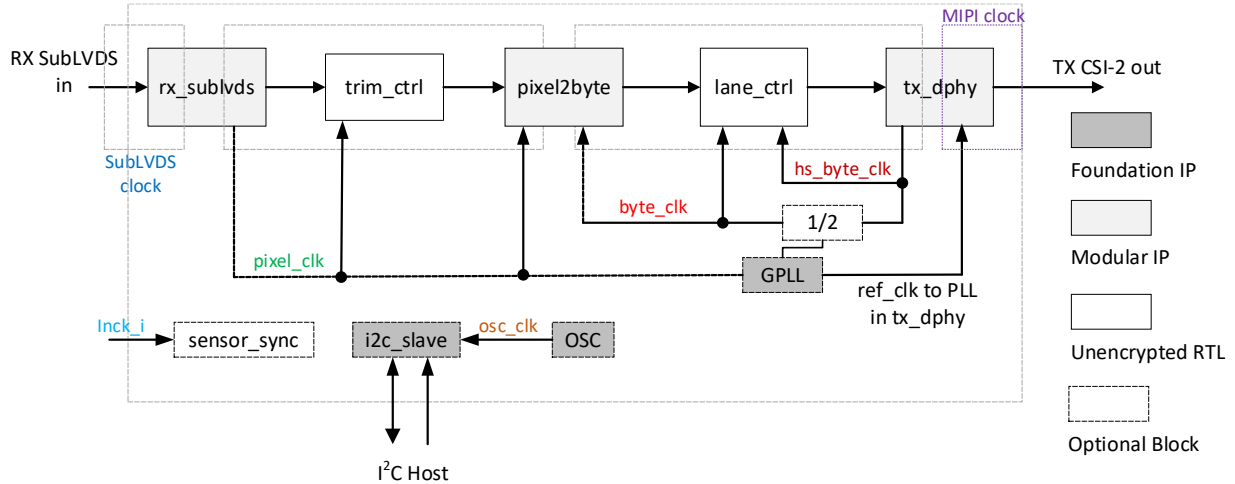 MIPI clock
RX SubLVDS
in
rx_sublvds
trim_ctrl
pixel2byte
lane_ctrl
tx_dphy
TX CSI-2 out
SubLVDS
clock
hs_byte_clk
byte_clk
1/2
pixel_clk
GPLL
ref_clk to PLL
in tx_dphy
Inck_i
sensor_sync
i2c_slave
osc_clk
OSC
I2C Host
Foundation IP
Modular IP
Unencrypted RTL
Optional Block